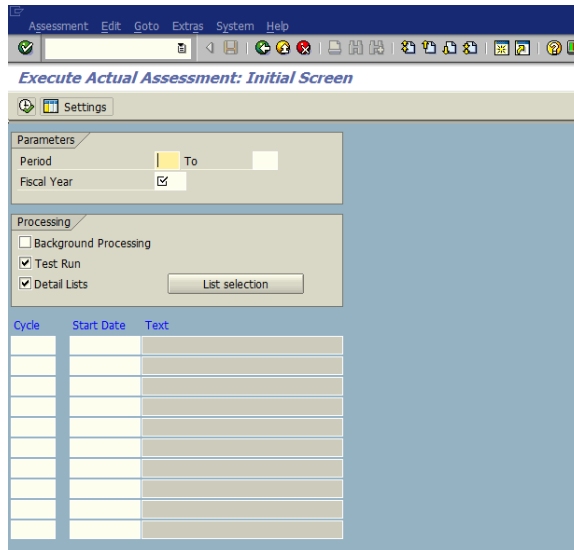 Assessment Edit Goto Extras System Help
Execute Actual Assessment: Initial Screen
Settings
Parameters
Period To
Fiscal Year
Processing
Background Processing
Test Run
Detail Lists List selection
Cycle Start Date Text